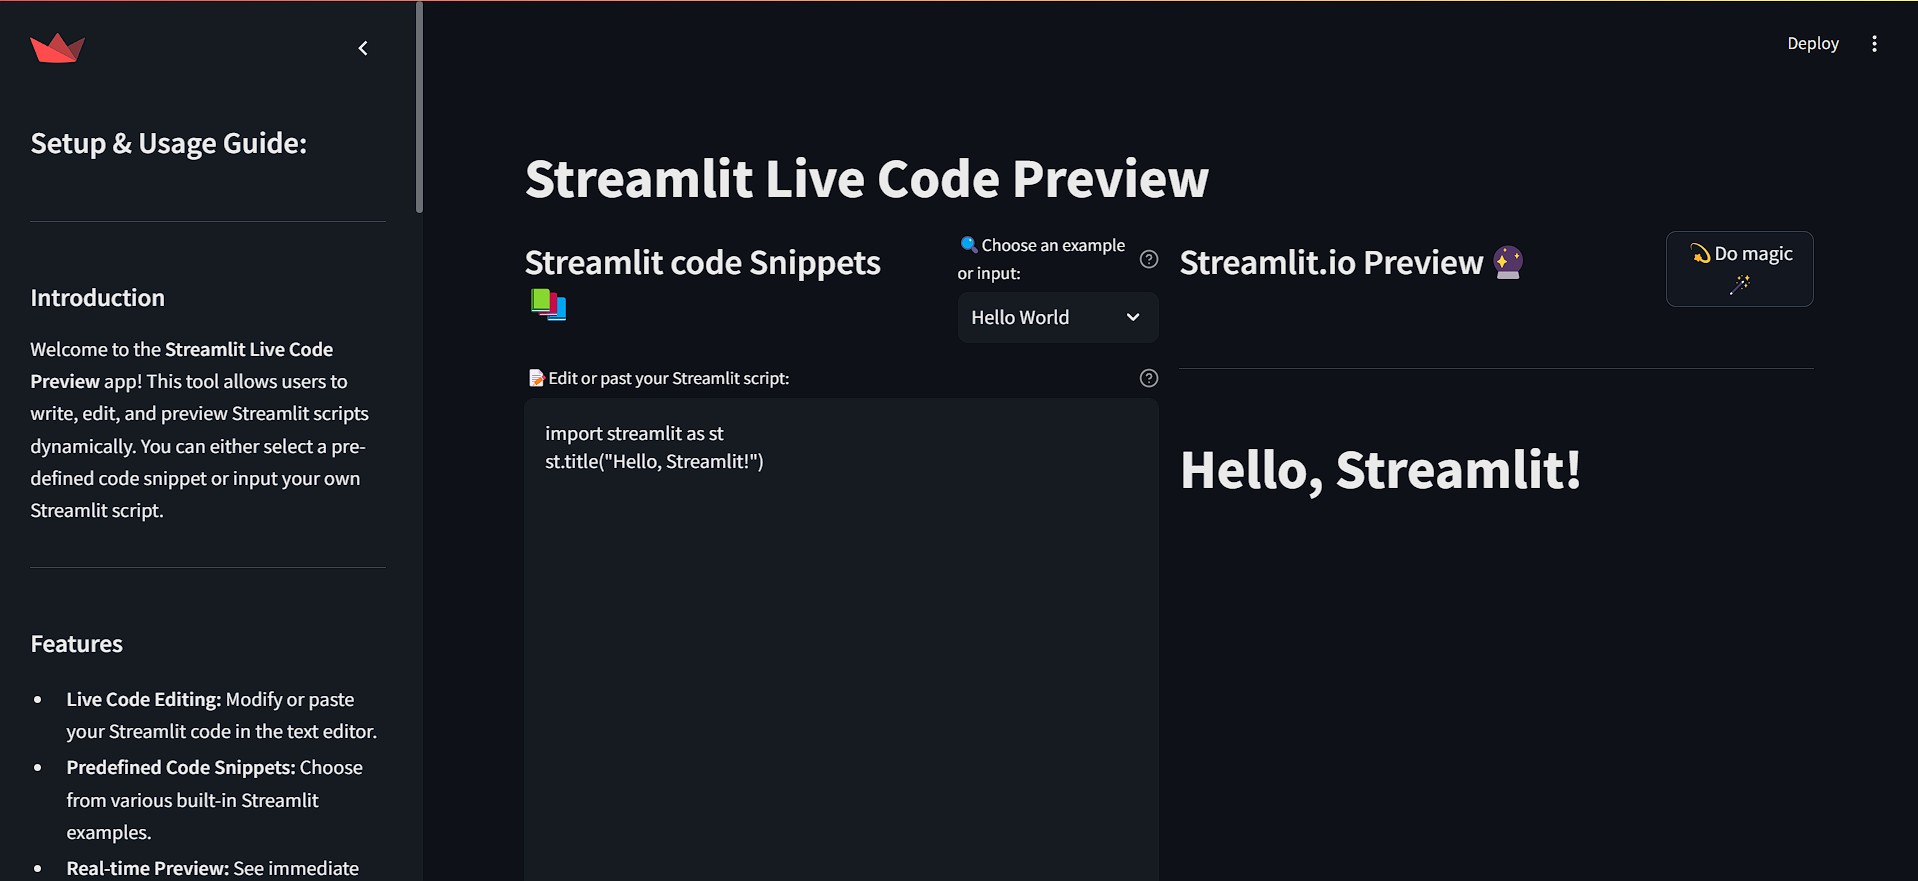 Deploy
Setup & Usage Guide:
Introduction
Welcome to the Streamlit Live Code
Preview app! This tool allows users to
write, edit, and preview Streamlit scripts
dynamically. You can either select a pre-
defined code snippet or input your own
Streamlit script.
Features
• Live Code Editing: Modify or paste
your Streamlit code in the text editor.
• Predefined Code Snippets: Choose
from various built-in Streamlit
examples.
• Real-time Preview: See immediate
Streamlit Live Code Preview
Streamlit code Snippets
Choose an example
or input:
Hello World
Edit or past your Streamlit script:
import streamlit as st
st.title("Hello, Streamlit!")
Streamlit.io Preview
Do magic
Hello, Streamlit!